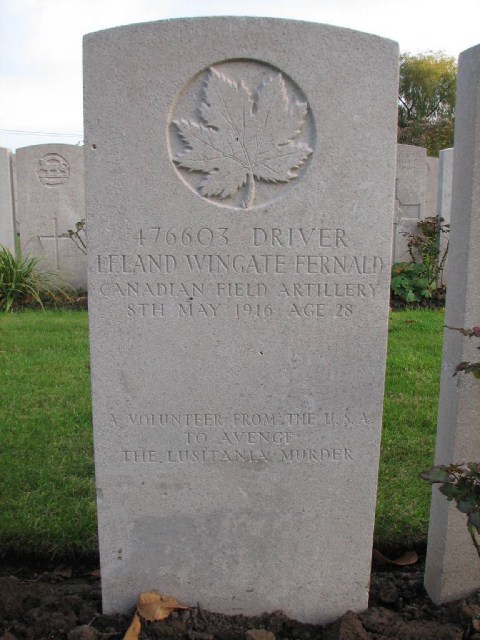 476603 DRIVER
LELAND WINGATE FERNALD
CANADIAN FIELD ARTILLERY
8TH MAY 1916 AGE 28
A VOLUNTEER FROM THE U.S.A.
TO AVENGE
THE LUSITANIA MURDER